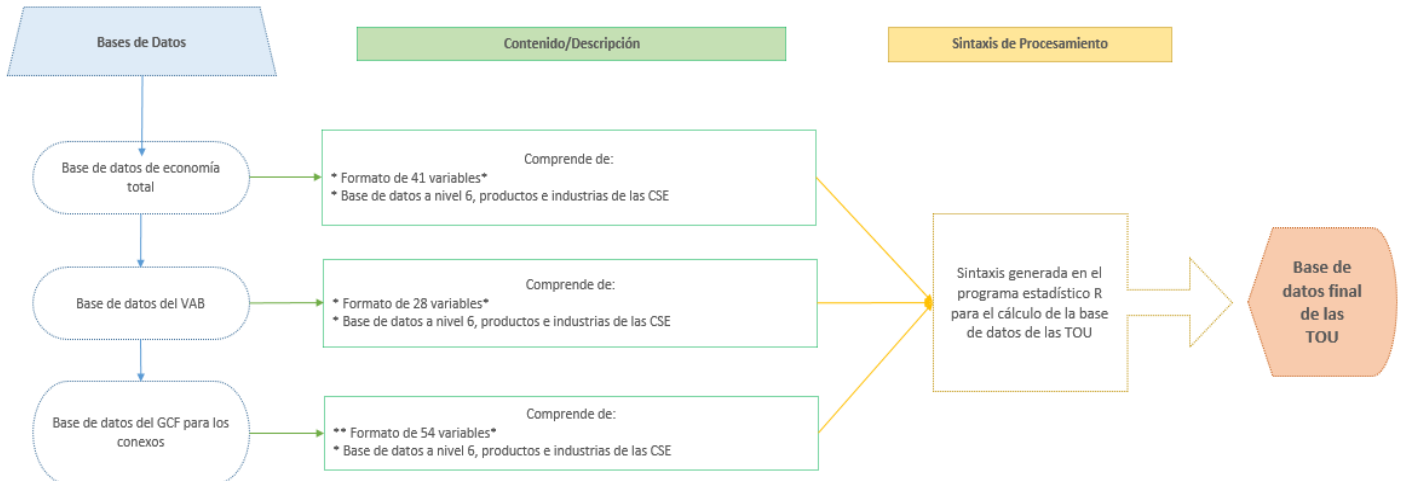 Bases de Datos
Contenido/Descripción
Sintaxis de Procesamiento
Base de datos de economía
total
Comprende de:
* Formato de 41 variables*
* Base de datos a nivel 6, productos e industrias de las CSE
Base de datos del VAB
Comprende de:
* Formato de 28 variables*
* Base de datos a nivel 6, productos e industrias de las CSE
Base de datos del GCF para los
conexos
Comprende de:
** Formato de 54 variables*
* Base de datos a nivel 6, productos e industrias de las CSE
Sintaxis generada en el
programa estadístico R
para el cálculo de la base
de datos de las TOU
Base de
datos final
de las
TOU